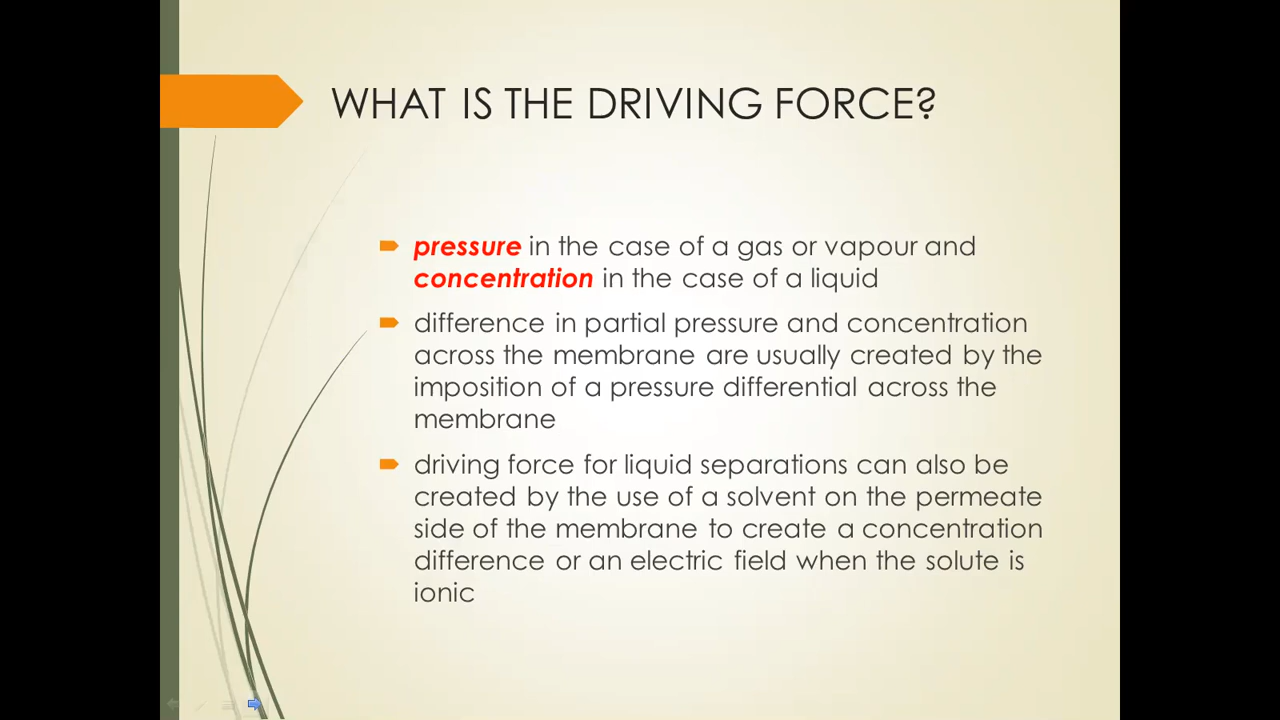 WHAT IS THE DRIVING FORCE?
pressure in the case of a gas or vapour and
concentration in the case of a liquid
difference in partial pressure and concentration
across the membrane are usually created by the
imposition of a pressure differential across the
membrane
driving force for liquid separations can also be
created by the use of a solvent on the permeate
side of the membrane to create a concentration
difference or an electric field when the solute is
ionic